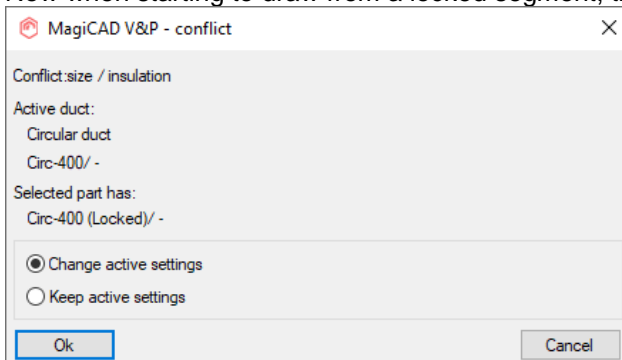 MagiCAD V&P - conflict
Conflict:size / insulation
Active duct:
Circular duct
Circ-400/ -
Selected part has:
Circ-400 (Locked)/ -
Change active settings
Keep active settings
Ok Cancel